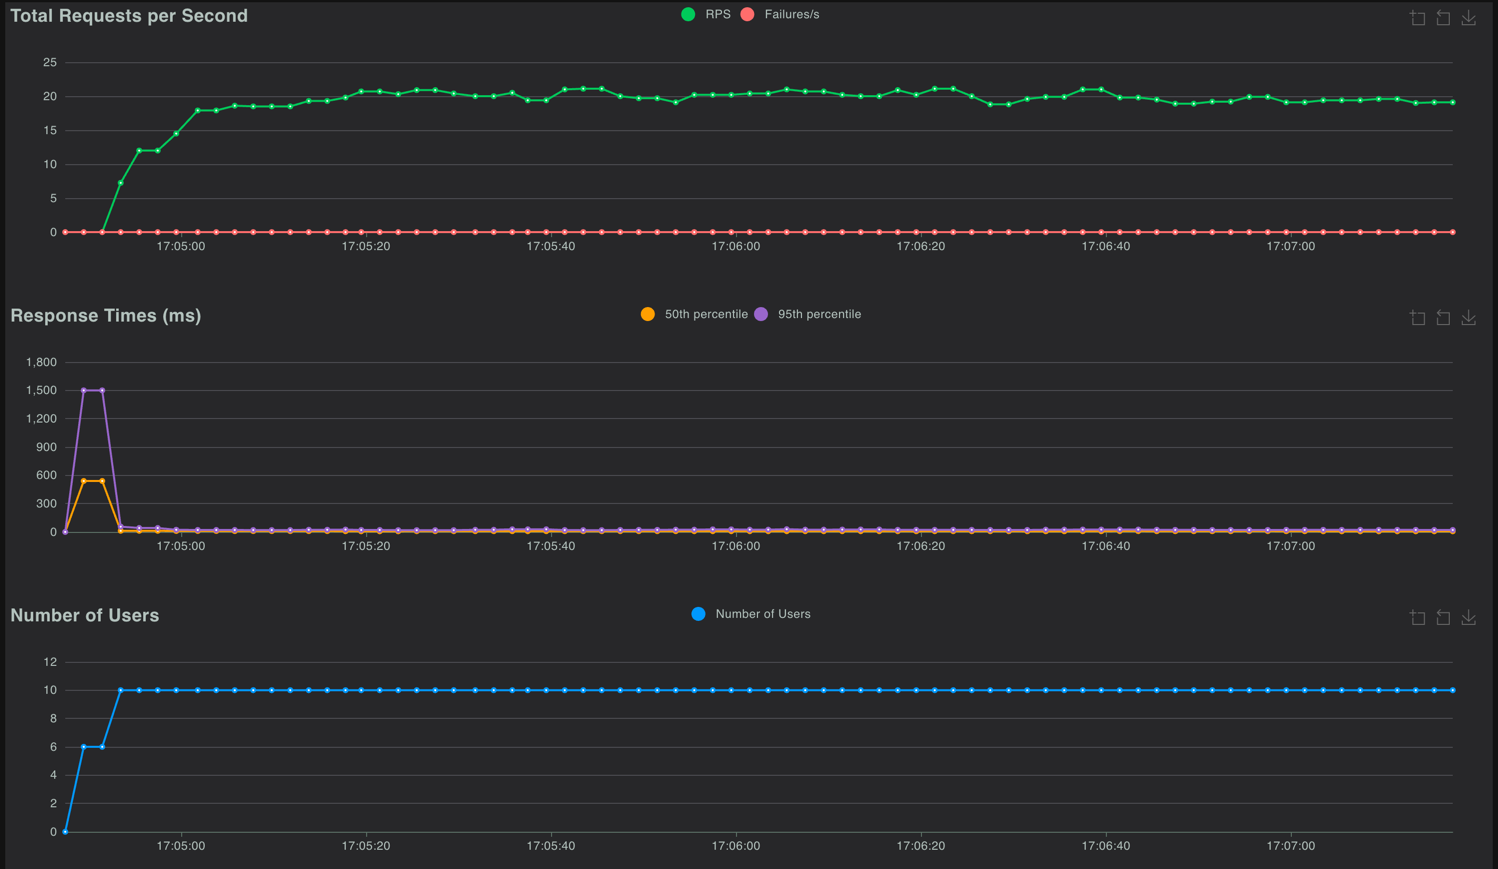 Total Requests per Second
RPS Failures/s
25
20
15
10
5
0
17:05:00 17:05:20 17:05:40 17:06:00 17:06:20 17:06:40 17:07:00
Response Times (ms)
50th percentile 95th percentile
1,800
1,500
1,200
900
600
300
0
17:05:00 17:05:20 17:05:40 17:06:00 17:06:20 17:06:40 17:07:00
Number of Users
Number of Users
12
10
8
6
4
2
0
17:05:00 17:05:20 17:05:40 17:06:00 17:06:20 17:06:40 17:07:00